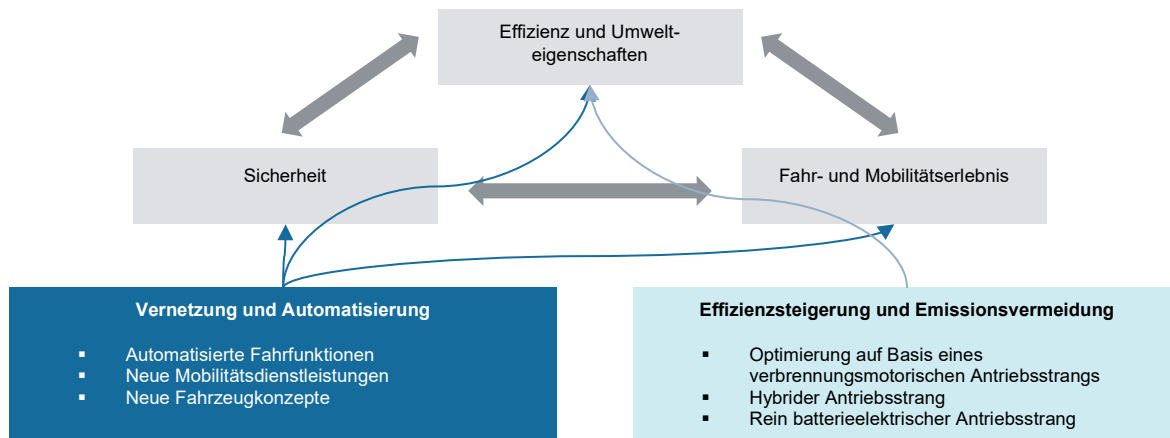 Effizienz und Umwelt-
eigenschaften
Sicherheit
Fahr- und Mobilitätserlebnis
Vernetzung und Automatisierung
▪ Automatisierte Fahrfunktionen
▪ Neue Mobilitätsdienstleistungen
▪ Neue Fahrzeugkonzepte
Effizienzsteigerung und Emissionsvermeidung
▪ Optimierung auf Basis eines
verbrennungsmotorischen Antriebsstrangs
▪ Hybrider Antriebsstrang
▪ Rein batterieelektrischer Antriebsstrang